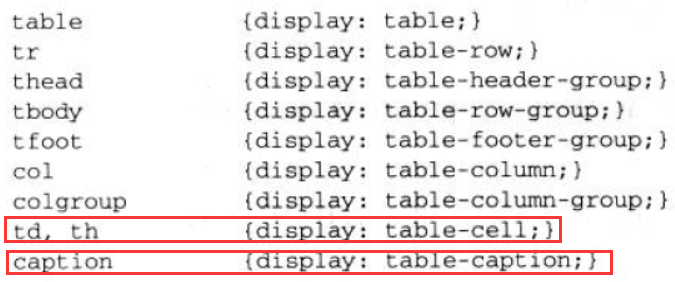 table {display: table;}
tr {display: table-row;}
thead {display: table-header-group;}
tbody {display: table-row-group;}
tfoot {display: table-footer-group;}
col {display: table-column;}
colgroup {display: table-column-group;}
td, th {display: table-cell;}
caption {display: table-caption;}